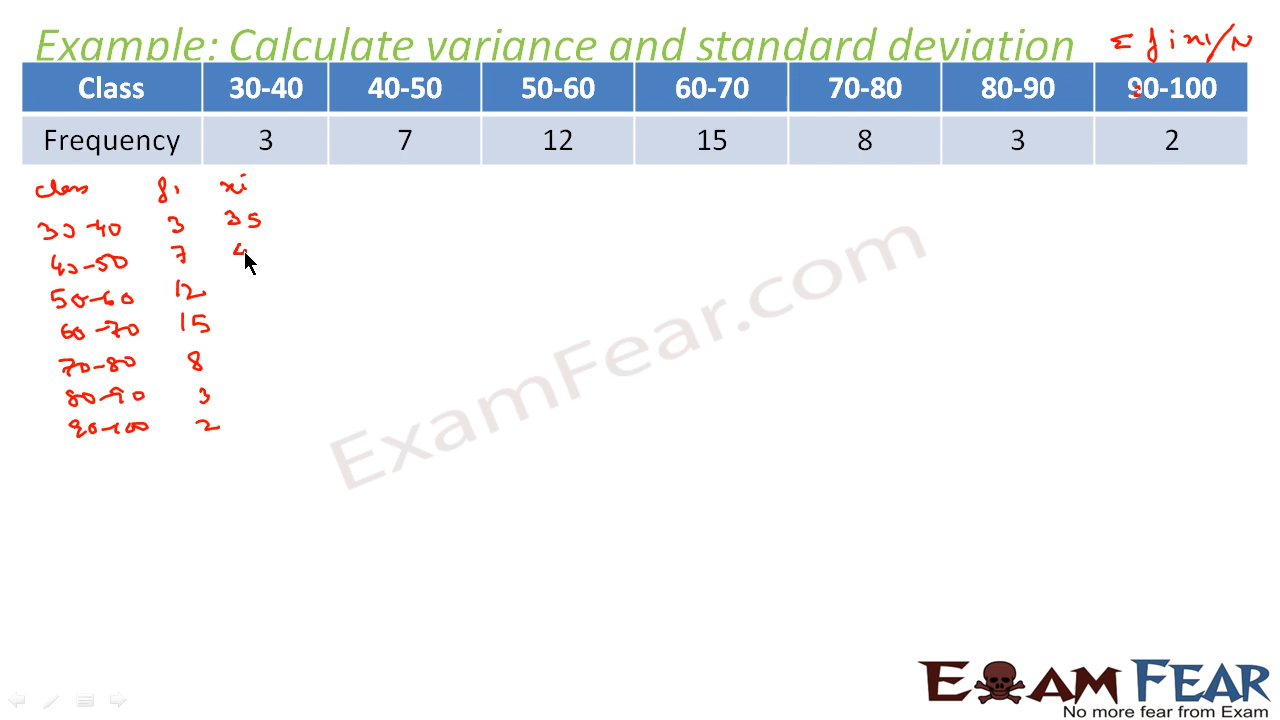 Example: Calculate variance and standard deviation Σ fixi/N
Class 30-40 40-50 50-60 60-70 70-80 80-90 90-100
Frequency 3 7 12 15 8 3 2
class fi xi
30-40 3 35
40-50 7 4
50-60 12
60-70 15
70-80 8
80-90 3
90-100 2
ExamFear.com
EXAM FEAR
No more fear from Exam